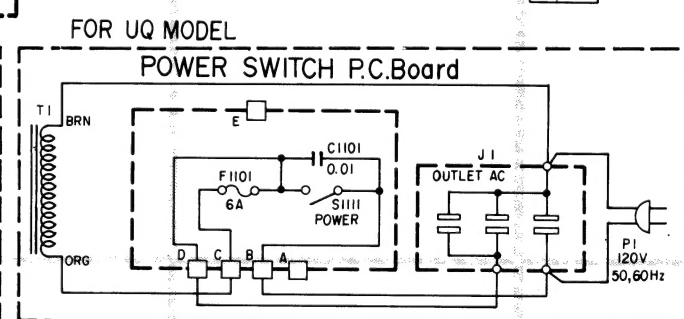 FOR UQ MODEL
POWER SWITCH P.C.Board
T1
BRN
E
C1101
0.01
J1
OUTLET AC
F1101
6A
S1111
POWER
P1
120V
50,60Hz
D C B A
ORG